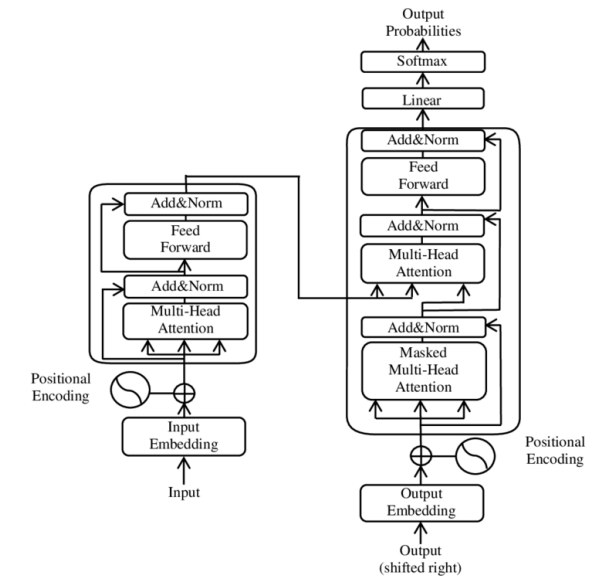 Output
Probabilities
Softmax
Linear
Add&Norm
Feed
Forward
Add&Norm
Multi-Head
Attention
Add&Norm
Masked
Multi-Head
Attention
Positional
Encoding
Output
Embedding
Output
(shifted right)
Add&Norm
Feed
Forward
Add&Norm
Multi-Head
Attention
Positional
Encoding
Input
Embedding
Input